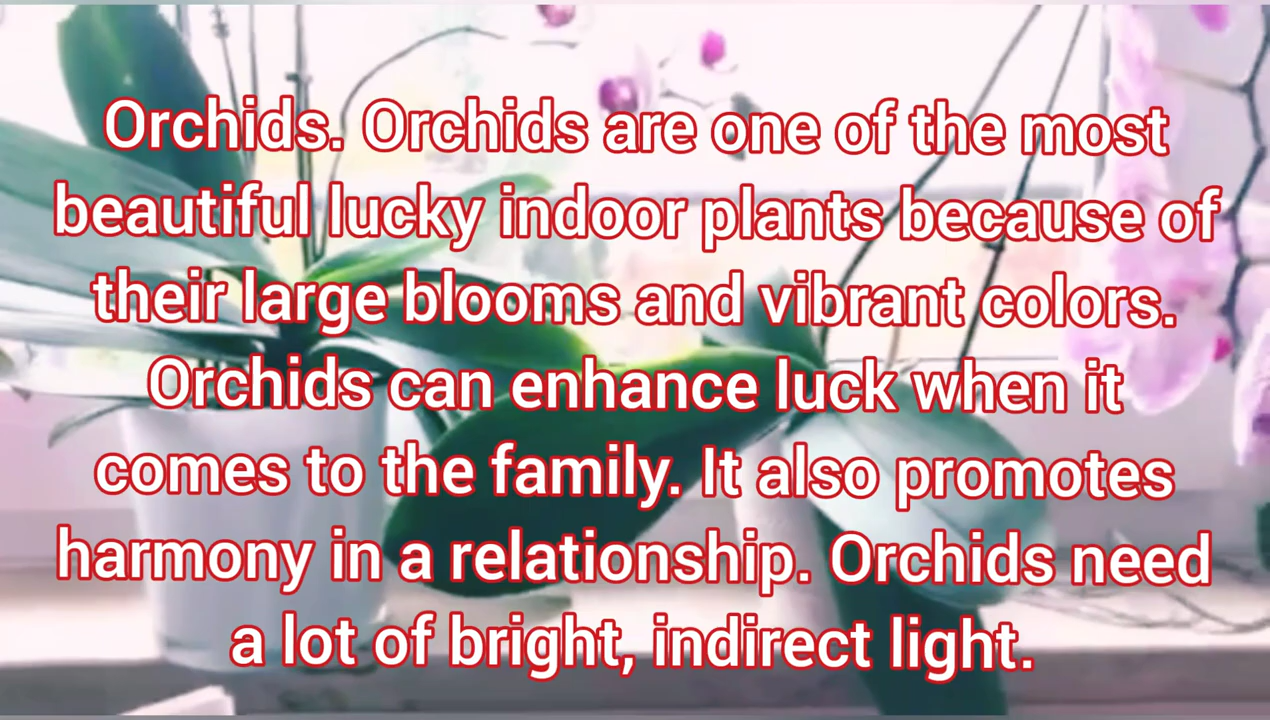 Orchids. Orchids are one of the most
beautiful lucky indoor plants because of
their large blooms and vibrant colors.
Orchids can enhance luck when it
comes to the family. It also promotes
harmony in a relationship. Orchids need
a lot of bright, indirect light.